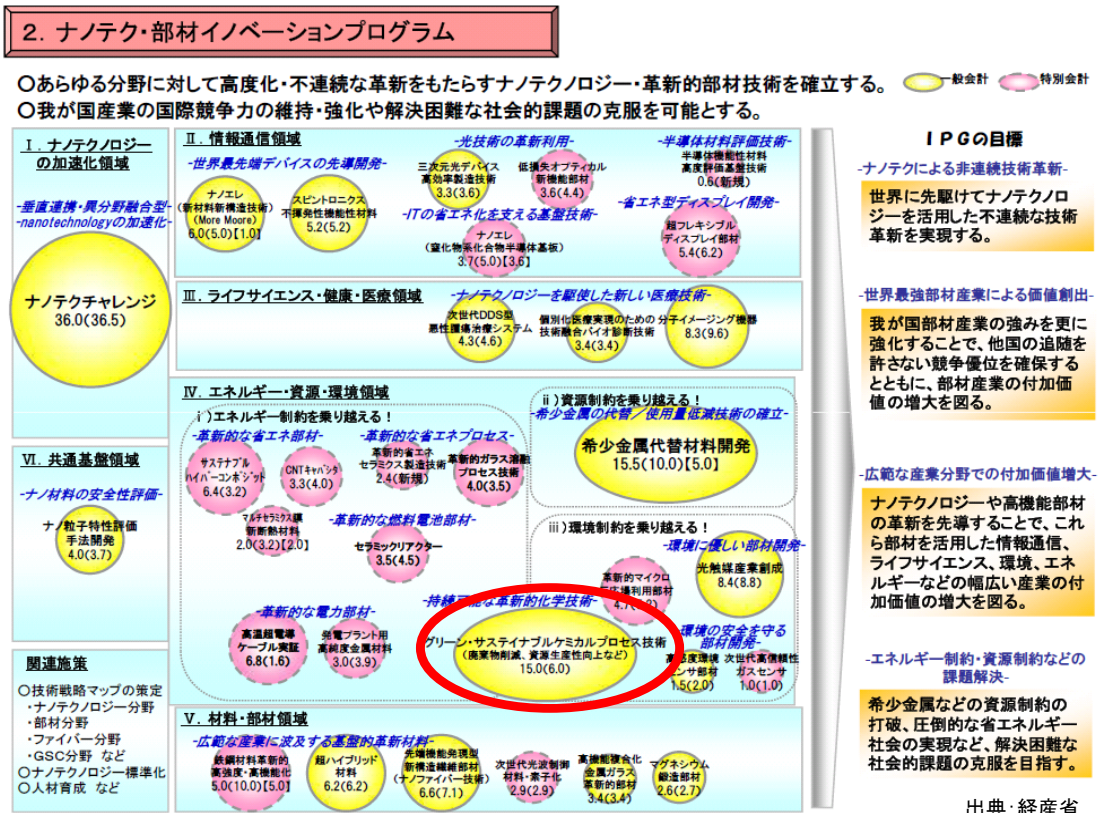 2．ナノテク・部材イノベーションプログラム
○あらゆる分野に対して高度化・不連続な革新をもたらすナノテクノロジー・革新的部材技術を確立する。
一般会計
特別会計
○我が国産業の国際競争力の維持・強化や解決困難な社会的課題の克服を可能とする。
Ⅰ．ナノテクノロジー
の加速化領域
-垂直連携・異分野融合型-
-nanotechnologyの加速化-
ナノテクチャレンジ
36.0(36.5)
Ⅵ．共通基盤領域
-ナノ材料の安全性評価-
ナノ粒子特性評価
手法開発
4.0(3.7)
関連施策
○技術戦略マップの策定
・ナノテクノロジー分野
・部材分野
・ファイバー分野
・GSC分野 など
○ナノテクノロジー標準化
○人材育成 など
Ⅱ．情報通信領域
-世界最先端デバイスの先導開発-
ナノエレ
(新材料新構造技術)
(More Moore)
6.0(5.0)【1.0】
スピントロニクス
不揮発性機能性材料
5.2(5.2)
-光技術の革新利用-
三次元光デバイス
高効率製造技術
3.3(3.6)
低損失オプティカル
新機能部材
3.6(4.4)
-ITの省エネ化を支える基盤技術-
ナノエレ
(窒化物系化合物半導体基板)
3.7(5.0)【3.6】
-半導体材料評価技術-
半導体機能性材料
高度評価基盤技術
0.6(新規)
-省エネ型ディスプレイ開発-
超フレキシブル
ディスプレイ部材
5.4(6.2)
Ⅲ．ライフサイエンス・健康・医療領域
-ナノテクノロジーを駆使した新しい医療技術-
次世代DDS型
悪性腫瘍治療システム
4.3(4.6)
個別化医療実現のための
技術融合バイオ診断技術
3.4(3.4)
分子イメージング機器
8.3(9.6)
Ⅳ．エネルギー・資源・環境領域
ⅰ)エネルギー制約を乗り越える！
-革新的な省エネ部材-
サステナブル
ハイパーコンポジット
6.4(3.2)
CNTキャパシタ
3.3(4.0)
マルチセラミクス膜
新断熱材料
2.0(3.2)【2.0】
-革新的な省エネプロセス-
革新的省エネ
セラミクス製造技術
2.4(新規)
革新的ガラス溶融
プロセス技術
4.0(3.5)
-革新的な燃料電池部材-
セラミックリアクター
3.5(4.5)
-革新的な電力部材-
高温超電導
ケーブル実証
6.8(1.6)
発電プラント用
高純度金属材料
3.0(3.9)
ⅱ)資源制約を乗り越える！
-希少金属の代替／使用量低減技術の確立-
希少金属代替材料開発
15.5(10.0)【5.0】
ⅲ)環境制約を乗り越える！
-環境に優しい部材開発-
光触媒産業創成
8.4(8.8)
革新的マイクロ
反応場利用部材
-持続可能な革新的化学技術-
グリーン・サステイナブルケミカルプロセス技術
(廃棄物削減、資源生産性向上など)
15.0(6.0)
-環境の安全を守る
部材開発-
高感度環境
センサ部材
1.5(2.0)
次世代高信頼性
ガスセンサ
1.0(1.0)
Ⅴ．材料・部材領域
-広範な産業に波及する基盤的革新材料-
鉄鋼材料革新的
高強度・高機能化
5.0(10.0)【5.0】
超ハイブリッド
材料
6.2(6.2)
先端機能発現型
新構造繊維部材
(ナノファイバー技術)
6.6(7.1)
次世代光波制御
材料・素子化
2.9(2.9)
高機能複合化
金属ガラス
革新的部材
3.4(3.4)
マグネシウム
鍛造部材
2.6(2.7)
ＩＰＧの目標
-ナノテクによる非連続技術革新-
世界に先駆けてナノテクノロ
ジーを活用した不連続な技術
革新を実現する。
-世界最強部材産業による価値創出-
我が国部材産業の強みを更に
強化することで、他国の追随を
許さない競争優位を確保する
とともに、部材産業の付加価
値の増大を図る。
-広範な産業分野での付加価値増大-
ナノテクノロジーや高機能部材
の革新を先導することで、これ
ら部材を活用した情報通信、
ライフサイエンス、環境、エネ
ルギーなどの幅広い産業の付
加価値の増大を図る。
-エネルギー制約・資源制約などの
課題解決-
希少金属などの資源制約の
打破、圧倒的な省エネルギー
社会の実現など、解決困難な
社会的課題の克服を目指す。
出典：経産省